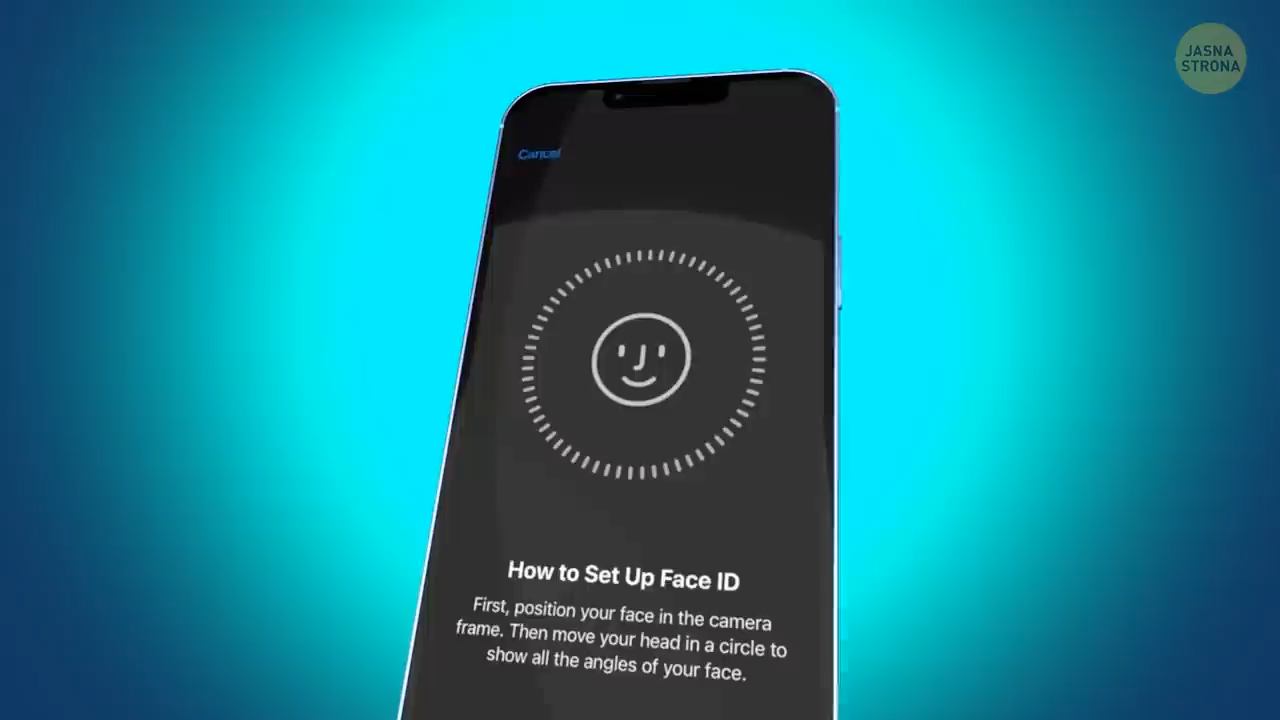 JASNA
STRONA
Cancel
How to Set Up Face ID
First, position your face in the camera
frame. Then move your head in a circle to
show all the angles of your face.